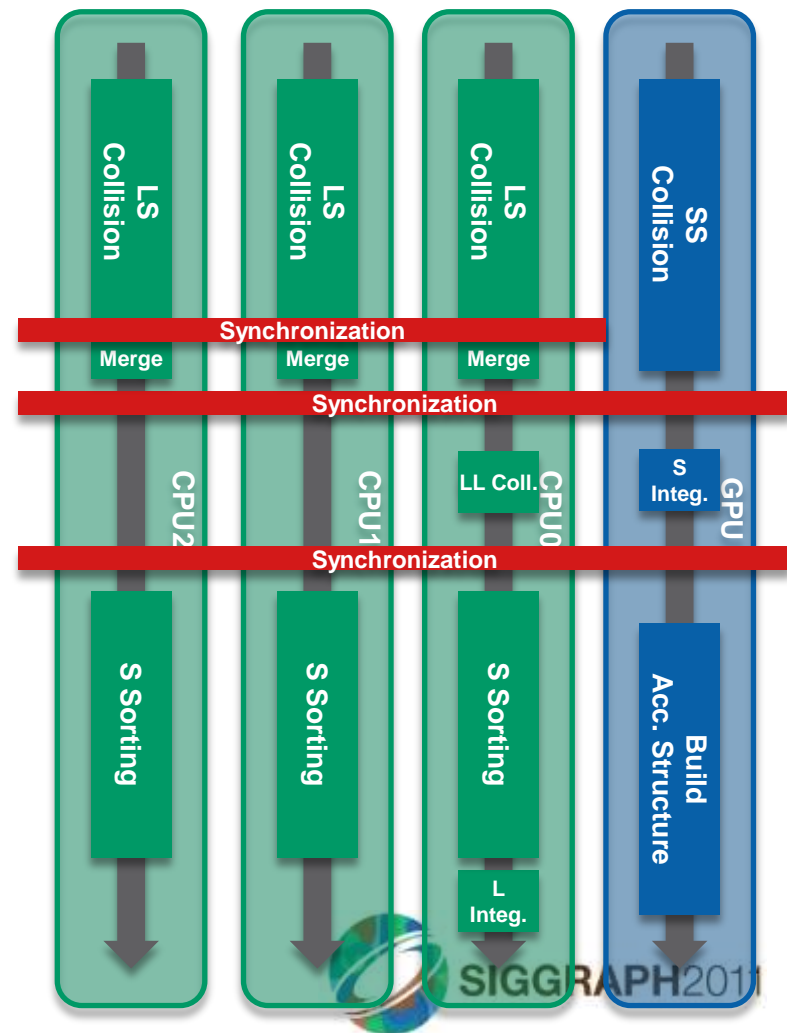 LS
Collision
LS
Collision
LS
Collision
SS
Collision
Synchronization
Merge
Merge
Merge
Synchronization
CPU2
CPU1
LL Coll.
CPU0
S
Integ.
GPU
Synchronization
S Sorting
S Sorting
S Sorting
Build
Acc. Structure
L
Integ.
SIGGRAPH2011